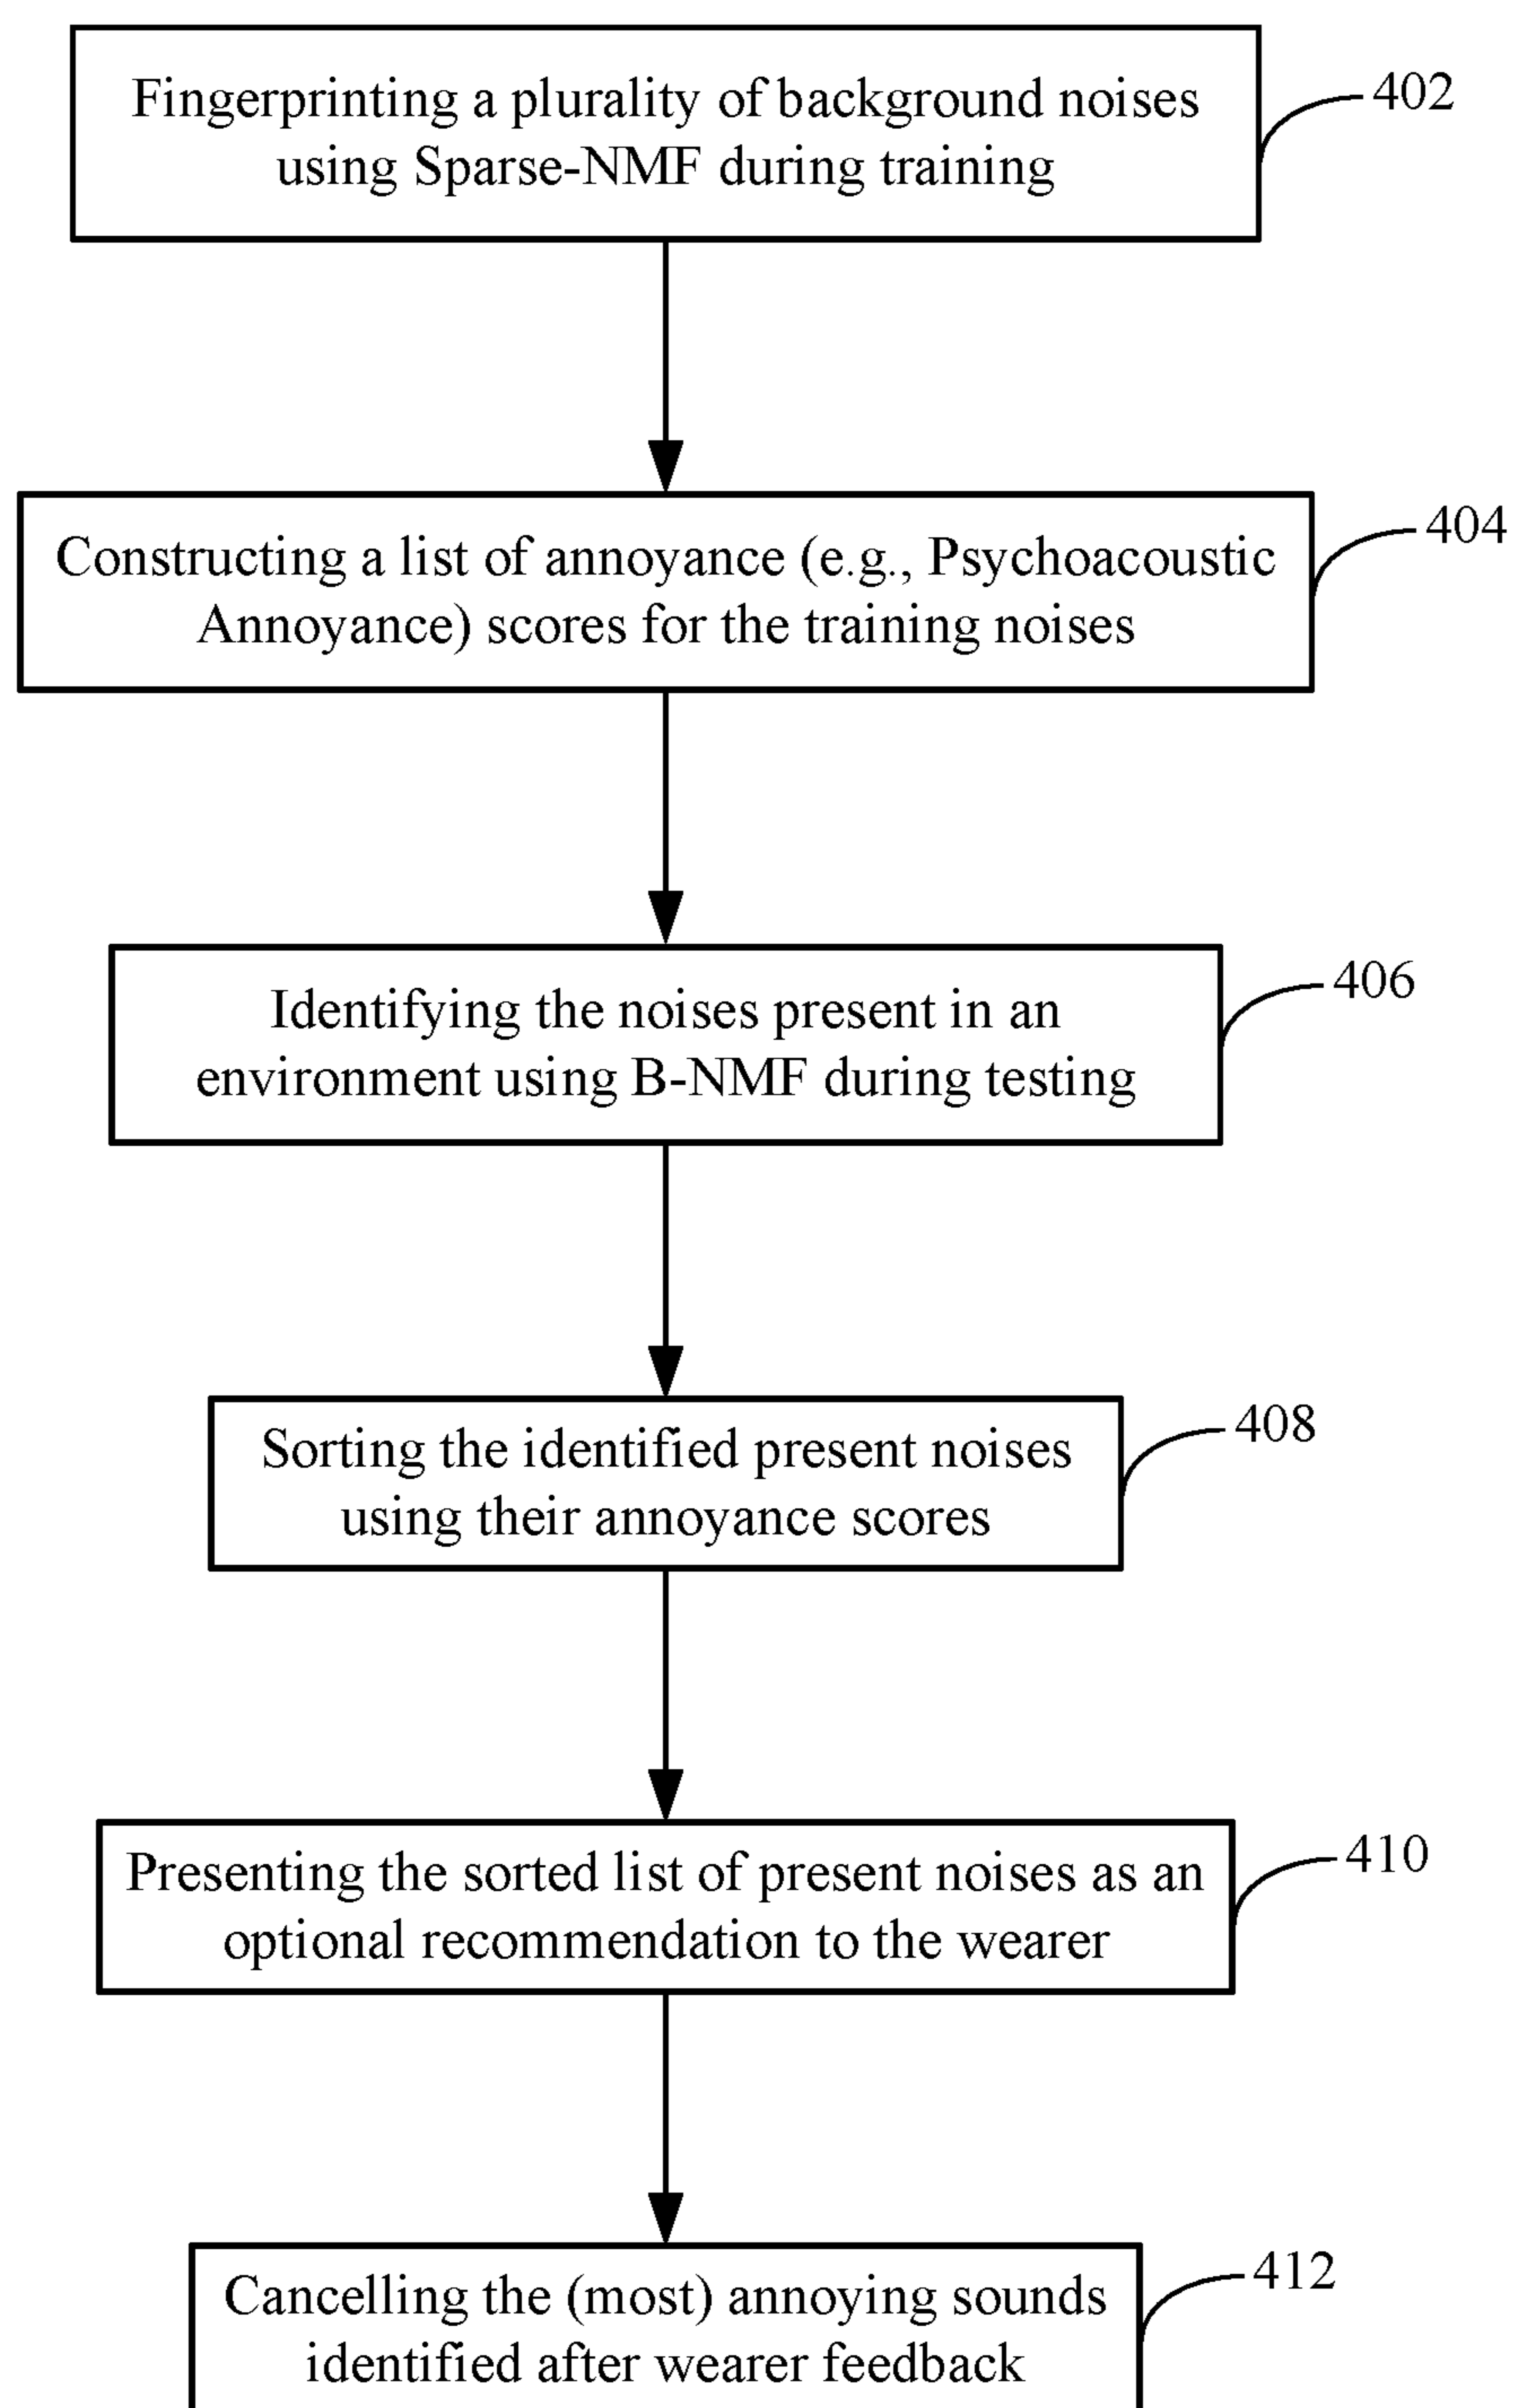 Fingerprinting a plurality of background noises
using Sparse-NMF during training
402
Constructing a list of annoyance (e.g., Psychoacoustic
Annoyance) scores for the training noises
404
Identifying the noises present in an
environment using B-NMF during testing
406
Sorting the identified present noises
using their annoyance scores
408
Presenting the sorted list of present noises as an
optional recommendation to the wearer
410
Cancelling the (most) annoying sounds
identified after wearer feedback
412